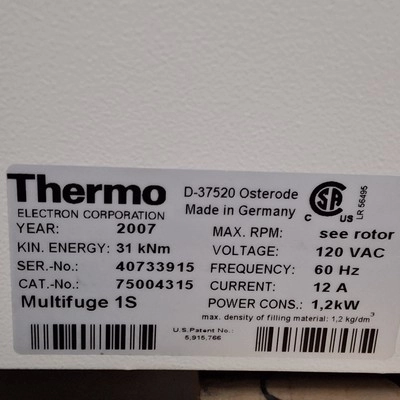 Thermo
ELECTRON CORPORATION
D-37520 Osterode
Made in Germany
SA
C US
LR 56495
YEAR: 2007
MAX. RPM: see rotor
KIN. ENERGY: 31 kNm
VOLTAGE: 120 VAC
SER.-No.: 40733915
FREQUENCY: 60 Hz
CAT.-No.: 75004315
CURRENT: 12 A
Multifuge 1S
POWER CONS.: 1,2kW
max. density of filling material: 1,2 kg/dm³
U.S.Patent No.:
5,915,766